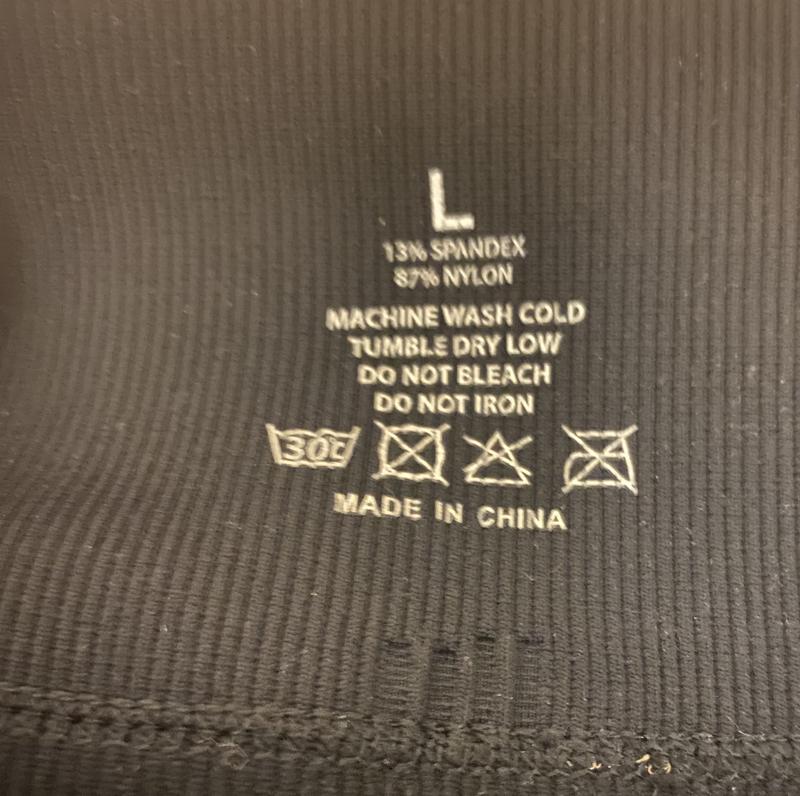 L
13% SPANDEX
87% NYLON
MACHINE WASH COLD
TUMBLE DRY LOW
DO NOT BLEACH
DO NOT IRON
30℃
MADE IN CHINA